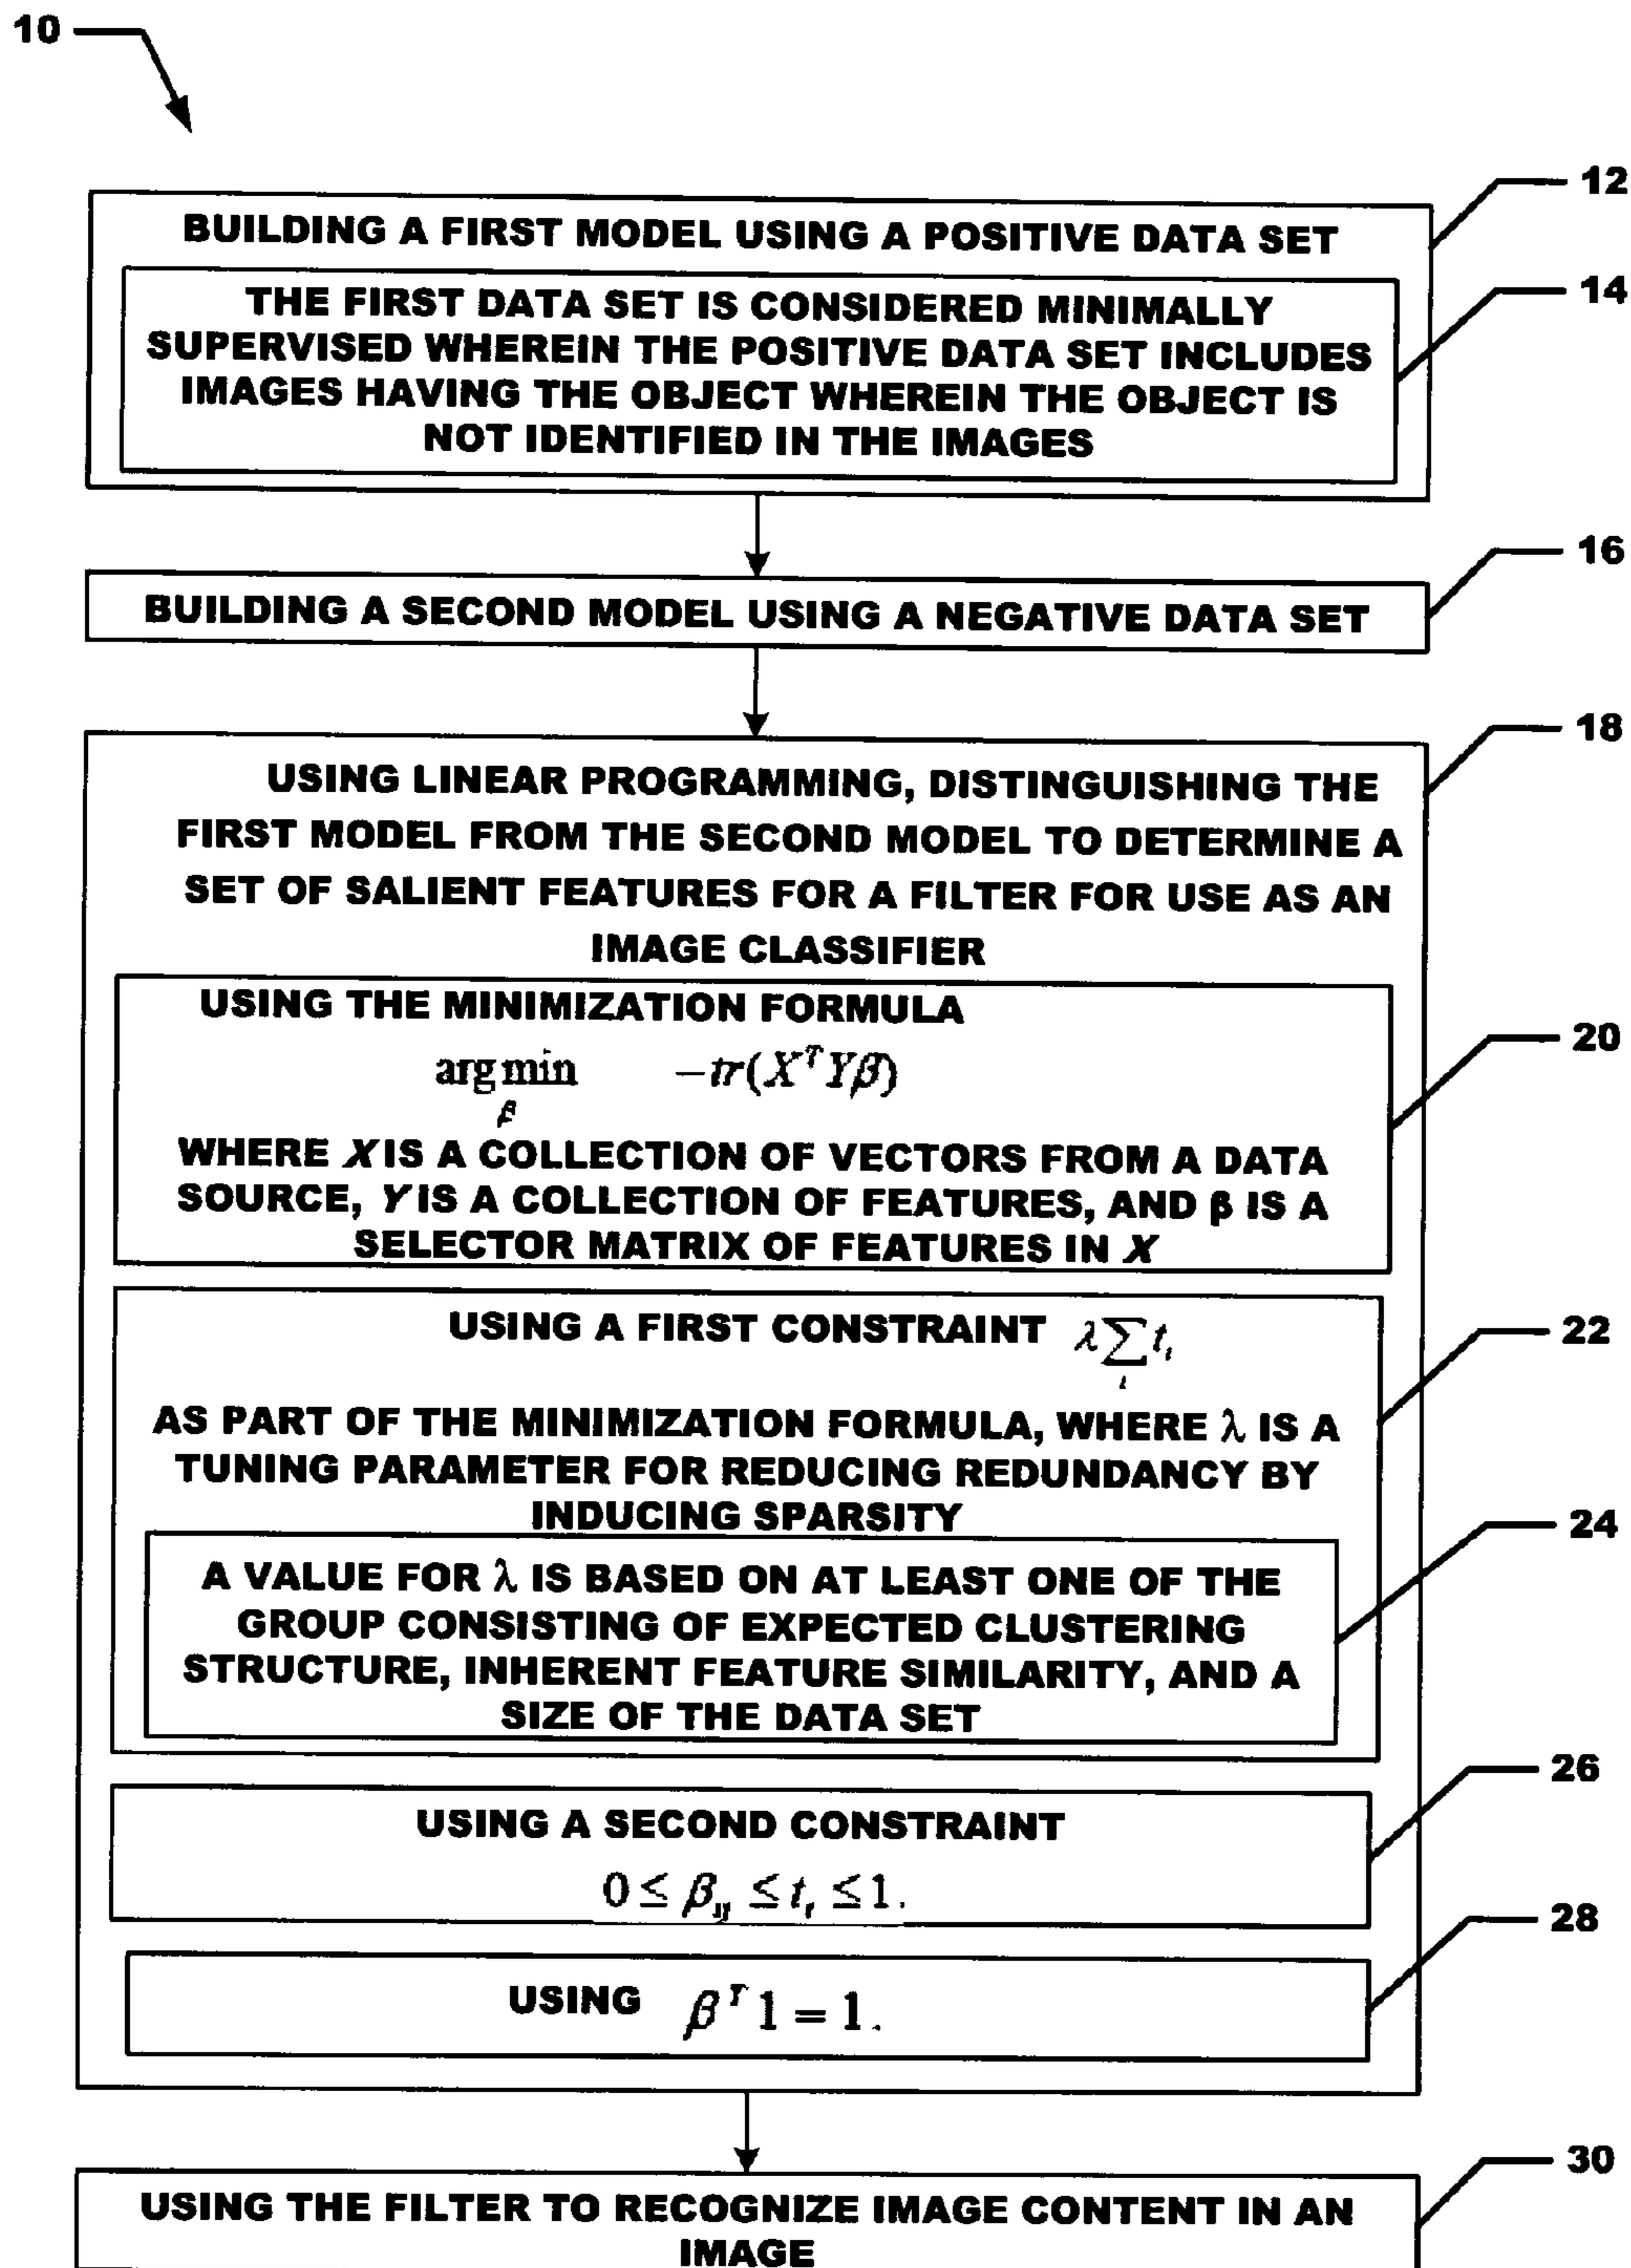 10
12
BUILDING A FIRST MODEL USING A POSITIVE DATA SET
14
THE FIRST DATA SET IS CONSIDERED MINIMALLY
SUPERVISED WHEREIN THE POSITIVE DATA SET INCLUDES
IMAGES HAVING THE OBJECT WHEREIN THE OBJECT IS
NOT IDENTIFIED IN THE IMAGES
16
BUILDING A SECOND MODEL USING A NEGATIVE DATA SET
18
USING LINEAR PROGRAMMING, DISTINGUISHING THE
FIRST MODEL FROM THE SECOND MODEL TO DETERMINE A
SET OF SALIENT FEATURES FOR A FILTER FOR USE AS AN
IMAGE CLASSIFIER
USING THE MINIMIZATION FORMULA
20
arg min −tr(XᵀYβ)
β
WHERE X IS A COLLECTION OF VECTORS FROM A DATA
SOURCE, Y IS A COLLECTION OF FEATURES, AND β IS A
SELECTOR MATRIX OF FEATURES IN X
22
USING A FIRST CONSTRAINT λ∑tᵢ
i
AS PART OF THE MINIMIZATION FORMULA, WHERE λ IS A
TUNING PARAMETER FOR REDUCING REDUNDANCY BY
INDUCING SPARSITY
24
A VALUE FOR λ IS BASED ON AT LEAST ONE OF THE
GROUP CONSISTING OF EXPECTED CLUSTERING
STRUCTURE, INHERENT FEATURE SIMILARITY, AND A
SIZE OF THE DATA SET
26
USING A SECOND CONSTRAINT
0 ≤ βᵢⱼ ≤ tᵢ ≤ 1.
28
USING βᵀ1 = 1.
30
USING THE FILTER TO RECOGNIZE IMAGE CONTENT IN AN
IMAGE